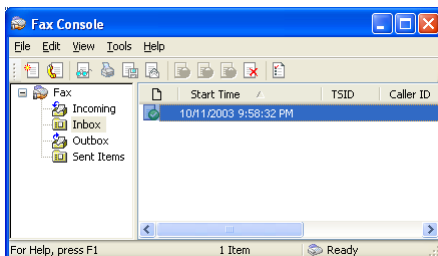 Fax Console
File Edit View Tools Help
Fax
Incoming
Inbox
Outbox
Sent Items
Start Time TSID Caller ID
10/11/2003 9:58:32 PM
For Help, press F1 1 Item Ready